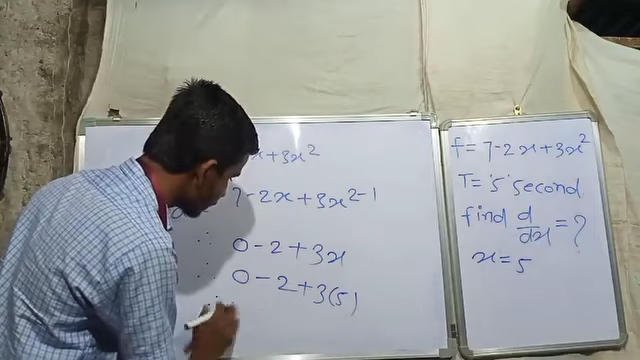 x+3x²
7-2x+3x²⁻¹
∴ 0-2+3x
∴ 0-2+3(5)
f=7-2x+3x²
T='5' second
find d/dx=?
x=5